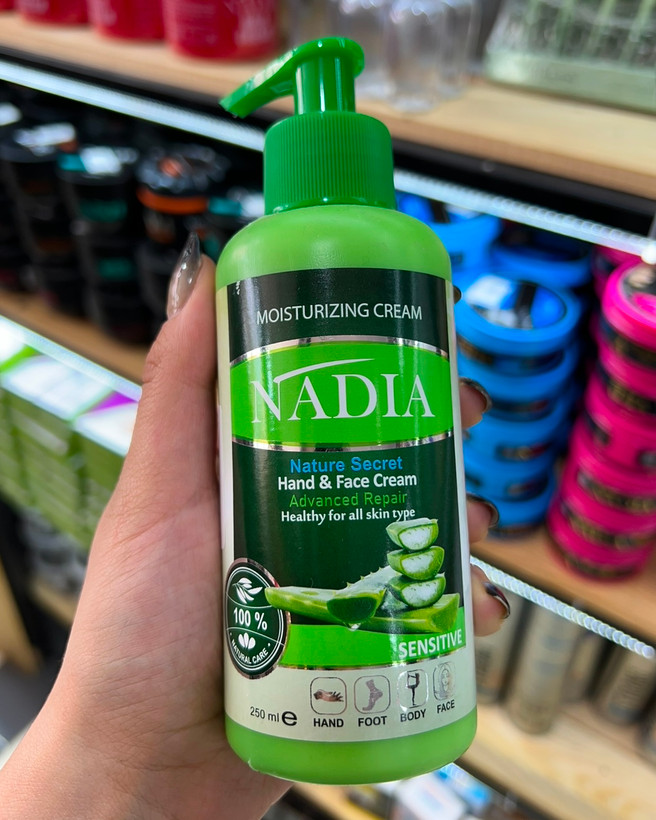 MOISTURIZING CREAM
NADIA
Nature Secret
Hand & Face Cream
Advanced Repair
Healthy for all skin type
100 %
NATURAL CARE
SENSITIVE
250 ml e
HAND
FOOT
BODY
FACE